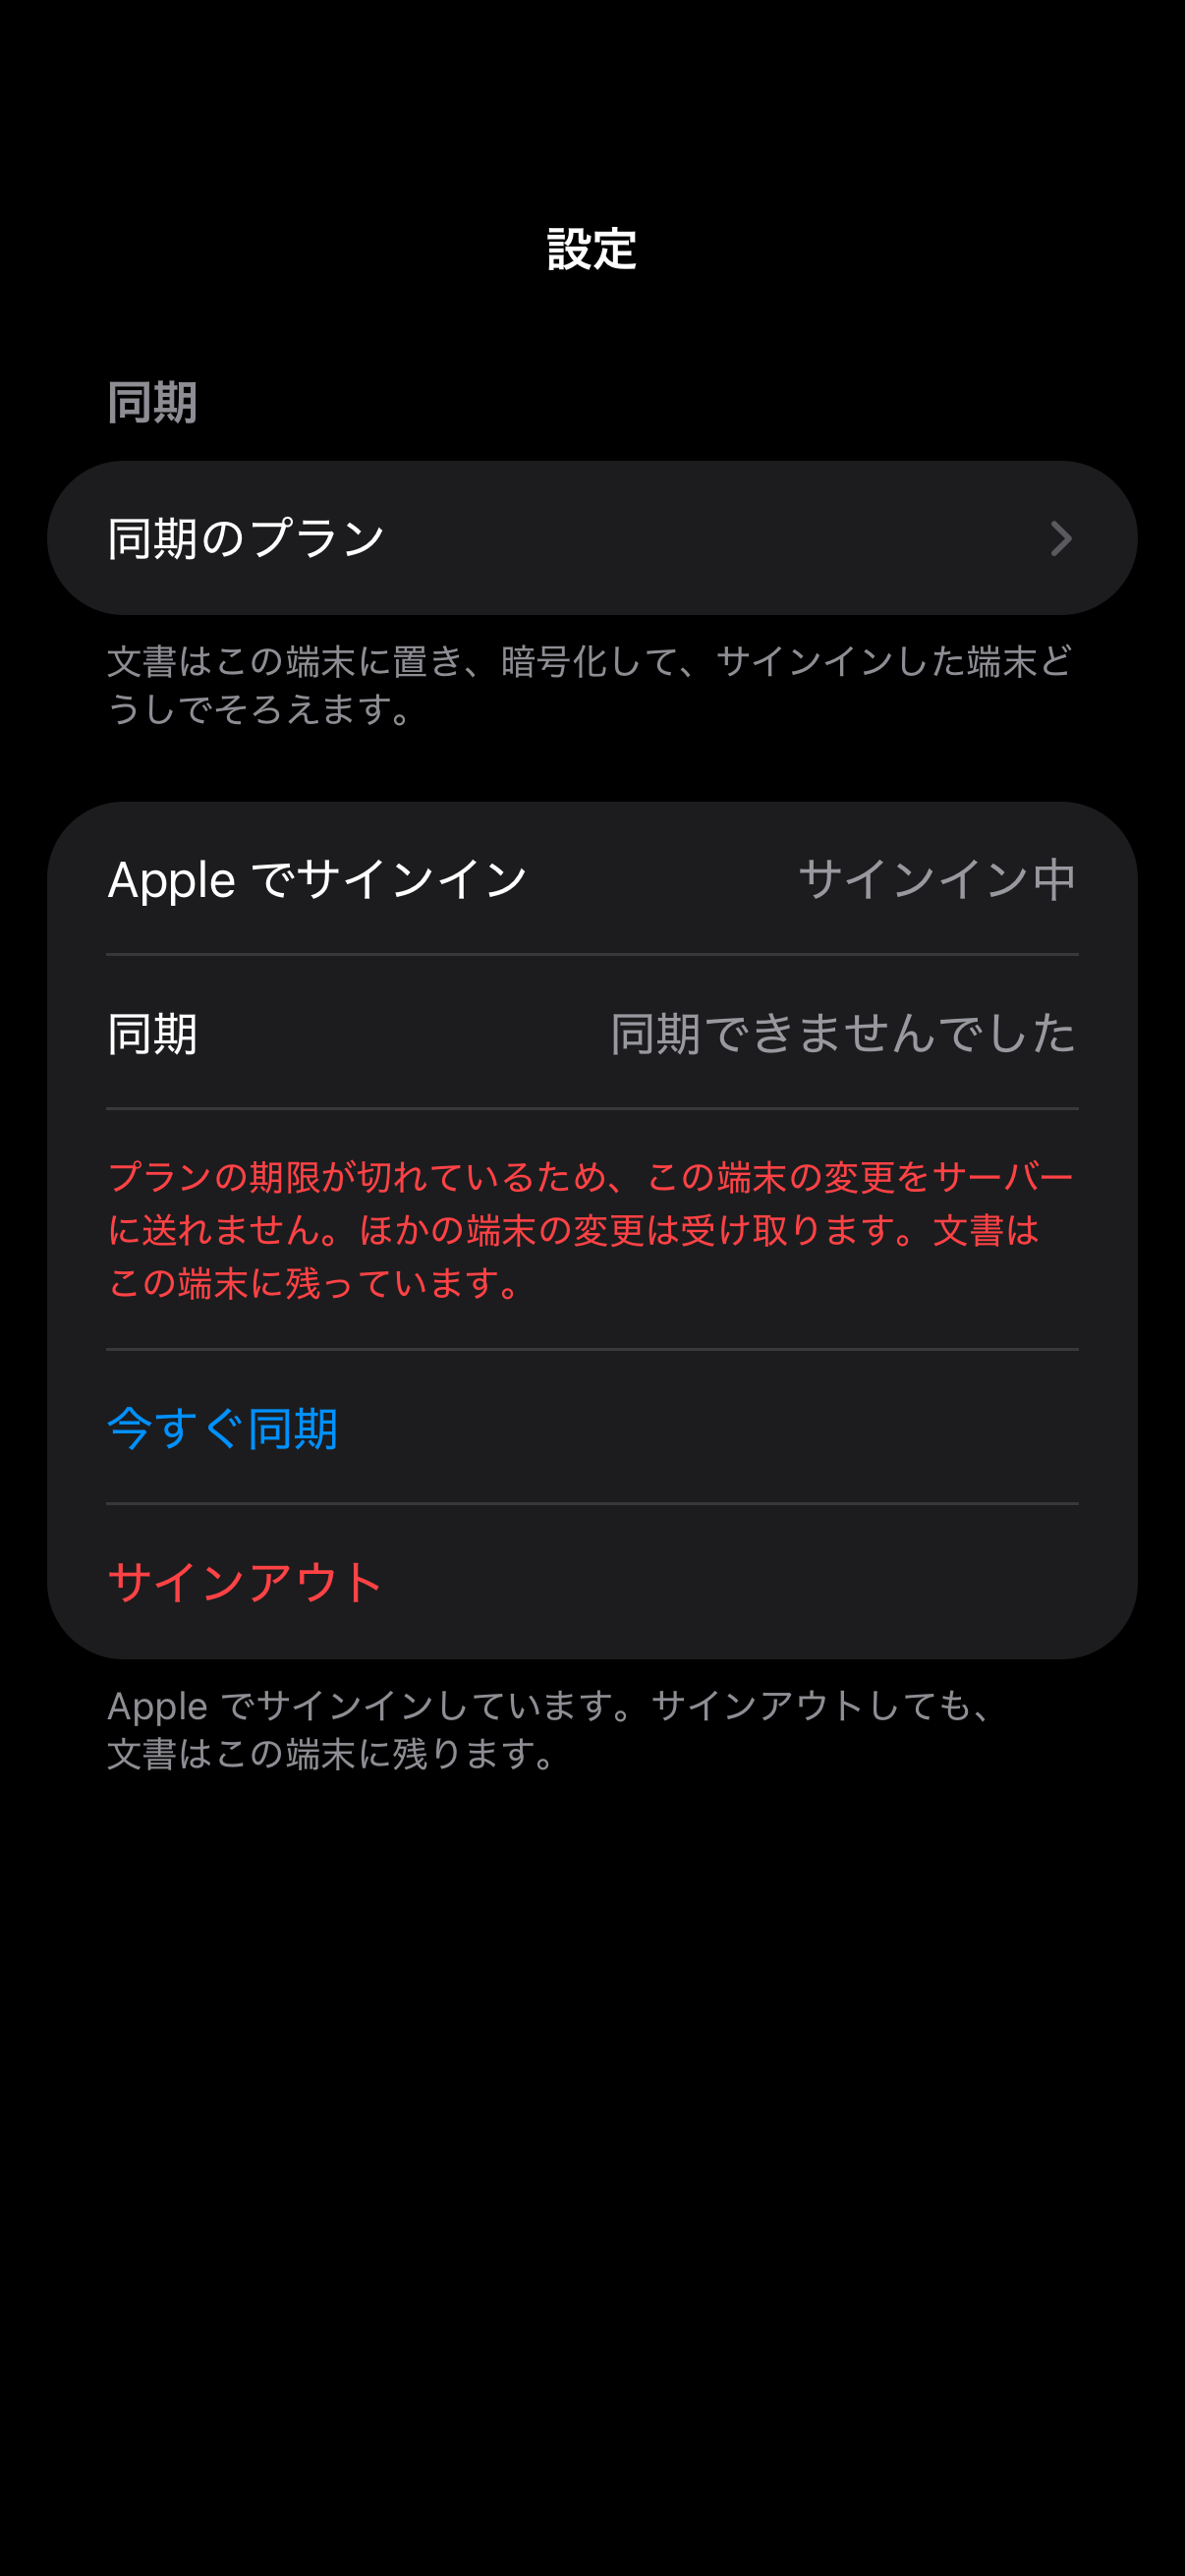 設定
同期
同期のプラン
文書はこの端末に置き、暗号化して、サインインした端末ど
うしでそろえます。
Apple でサインイン
サインイン中
同期
同期できませんでした
プランの期限が切れているため、この端末の変更をサーバー
に送れません。ほかの端末の変更は受け取ります。文書は
この端末に残っています。
今すぐ同期
サインアウト
Apple でサインインしています。サインアウトしても、
文書はこの端末に残ります。